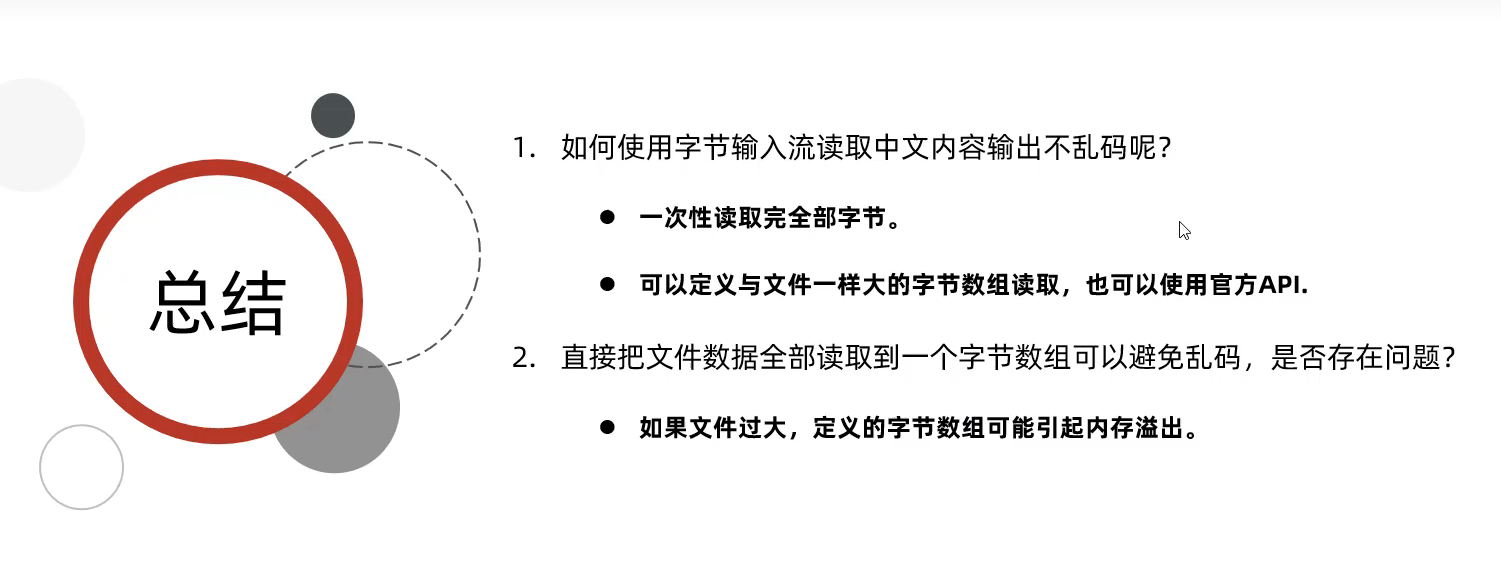 总结
1. 如何使用字节输入流读取中文内容输出不乱码呢？
● 一次性读取完全部字节。
● 可以定义与文件一样大的字节数组读取，也可以使用官方API.
2. 直接把文件数据全部读取到一个字节数组可以避免乱码，是否存在问题？
● 如果文件过大，定义的字节数组可能引起内存溢出。